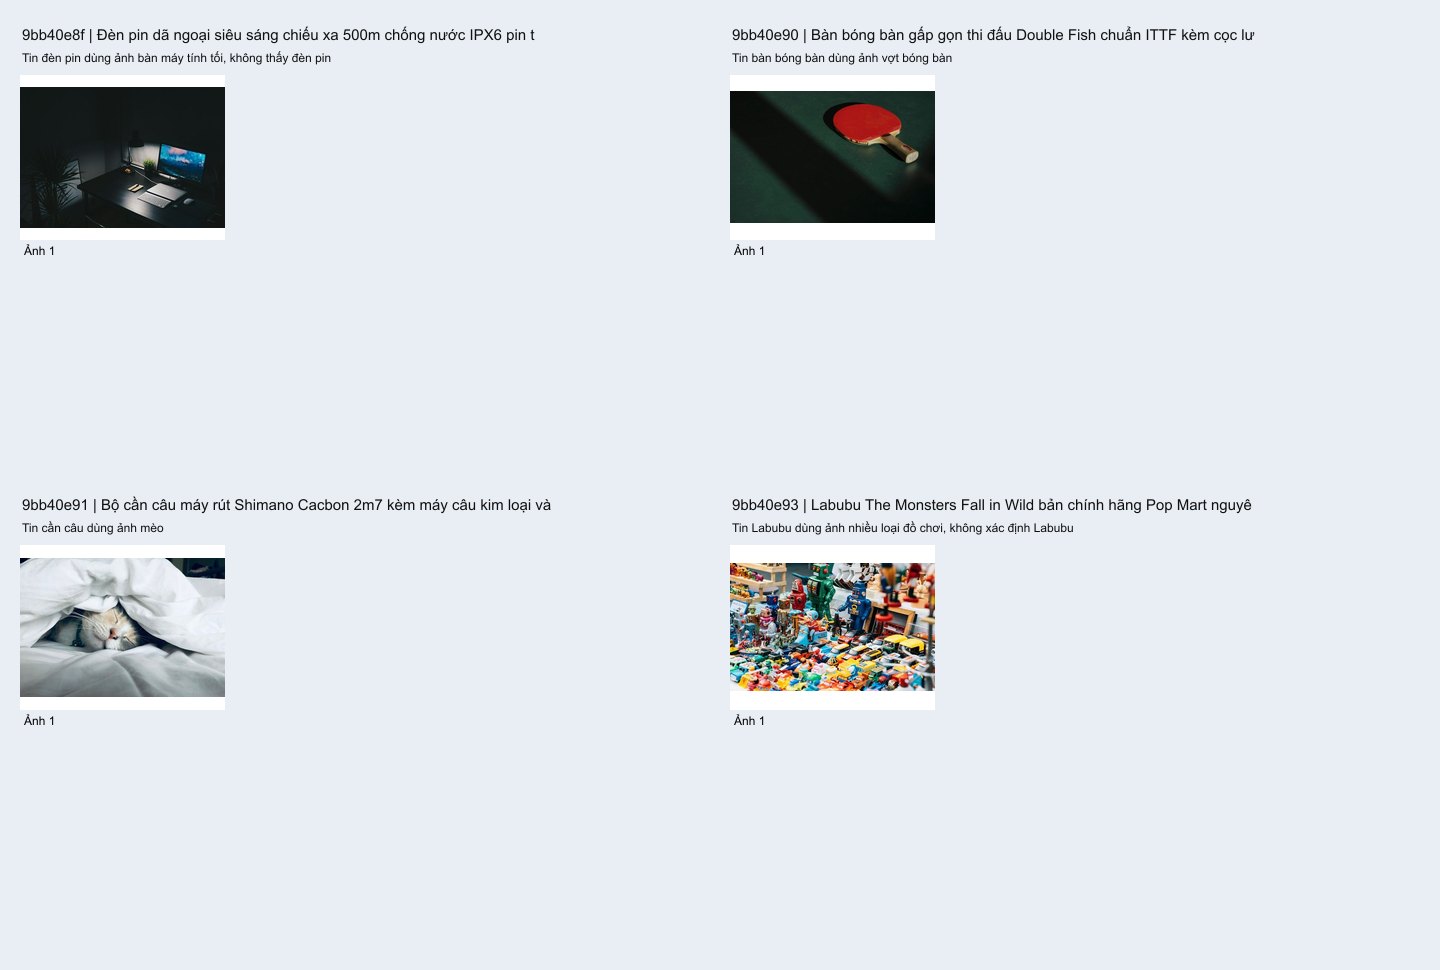 9bb40e8f | Đèn pin dã ngoại siêu sáng chiếu xa 500m chống nước IPX6 pin t
Tin đèn pin dùng ảnh bàn máy tính tối, không thấy đèn pin
Ảnh 1
9bb40e90 | Bàn bóng bàn gấp gọn thi đấu Double Fish chuẩn ITTF kèm cọc lư
Tin bàn bóng bàn dùng ảnh vợt bóng bàn
Ảnh 1
9bb40e91 | Bộ cần câu máy rút Shimano Cacbon 2m7 kèm máy câu kim loại và
Tin cần câu dùng ảnh mèo
Ảnh 1
9bb40e93 | Labubu The Monsters Fall in Wild bản chính hãng Pop Mart nguyê
Tin Labubu dùng ảnh nhiều loại đồ chơi, không xác định Labubu
Ảnh 1